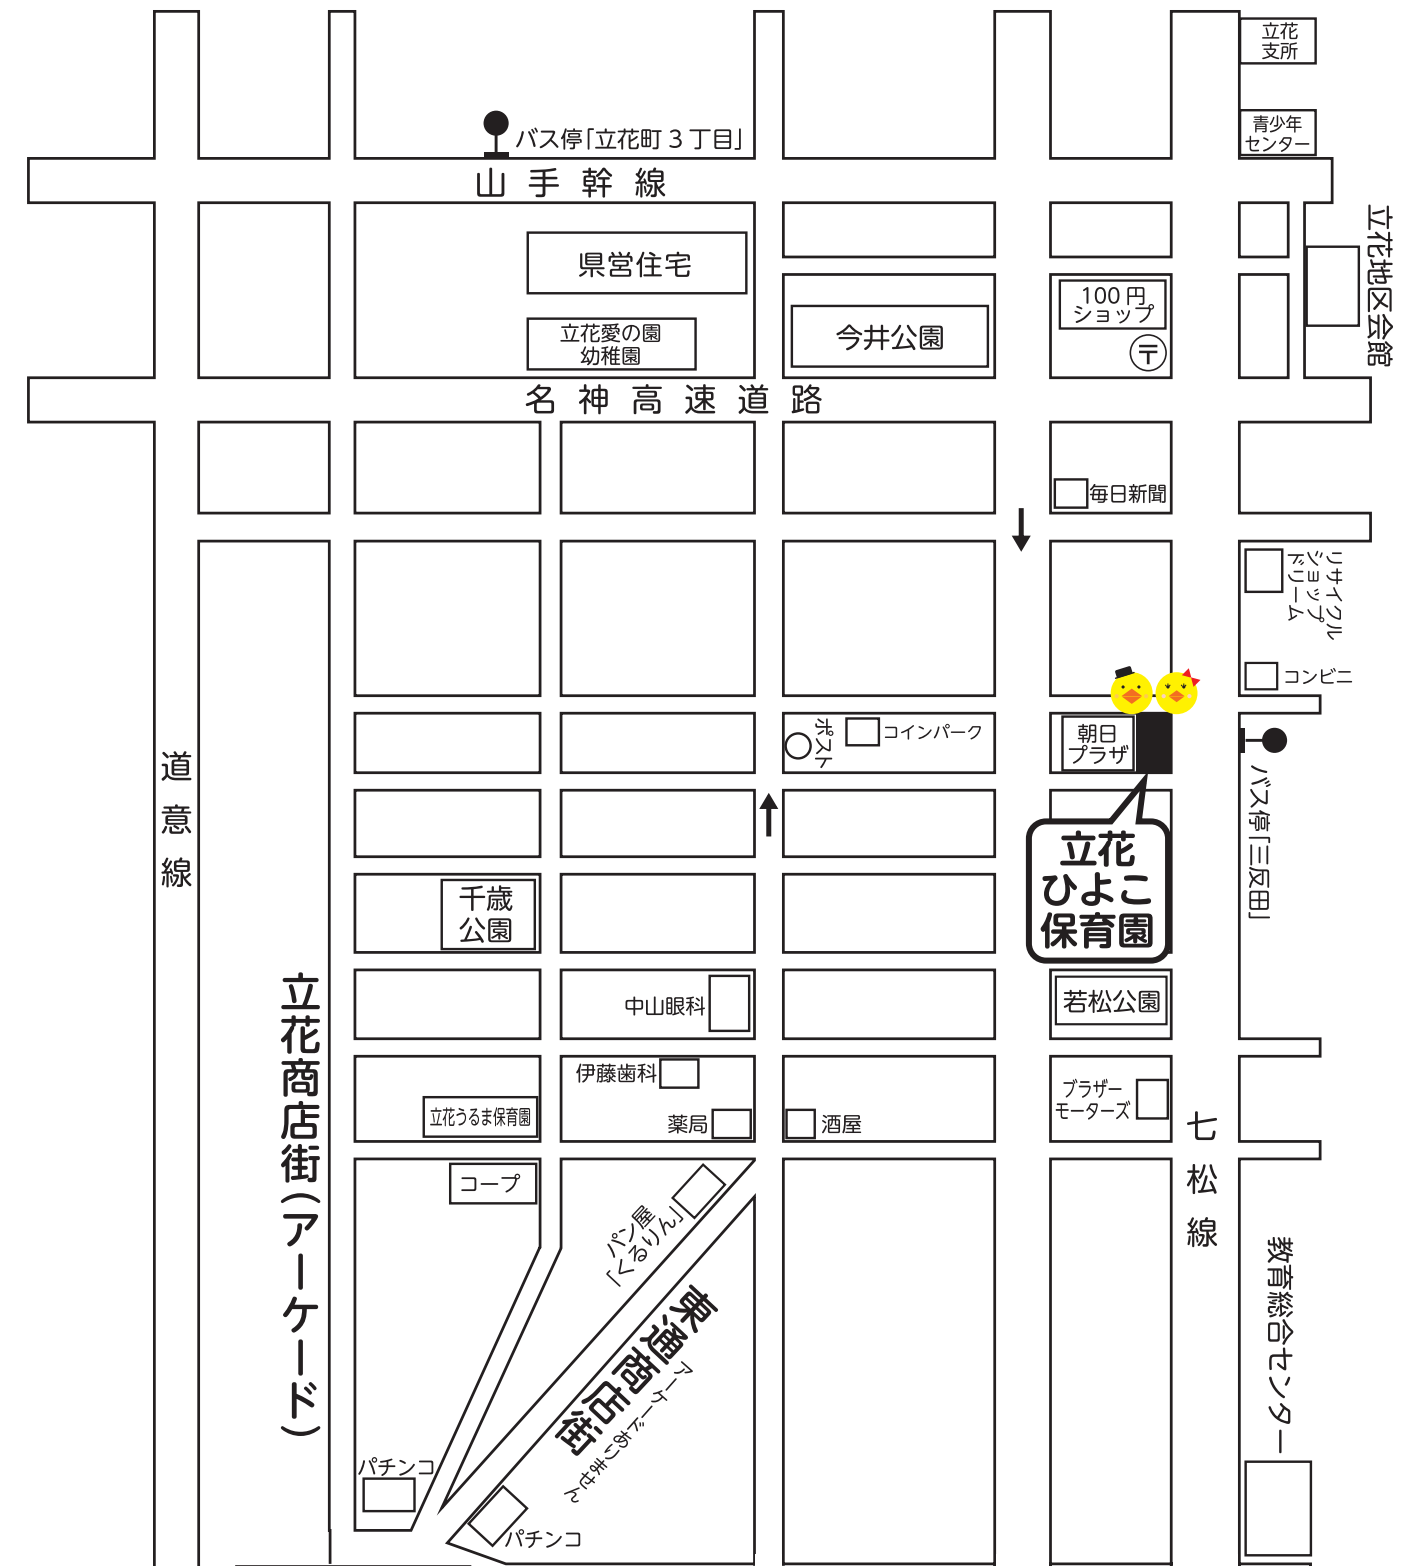 立花
支所
青少年
センター
バス停「立花町3丁目」
山手幹線
県営住宅
立花愛の園
幼稚園
今井公園
100円
ショップ
〒
立花地区会館
名神高速道路
毎日新聞
リサイクル
ショップ
ドリーム
コンビニ
ポスト
コインパーク
朝日
プラザ
バス停「三反田」
道意線
立花
ひよこ
保育園
千歳
公園
中山眼科
若松公園
伊藤歯科
薬局
酒屋
ブラザー
モーターズ
立花うるま保育園
コープ
七松線
立花商店街(アーケード)
パン屋
「くるりん」
東通商店街
アーケードありません
教育総合センター
パチンコ
パチンコ